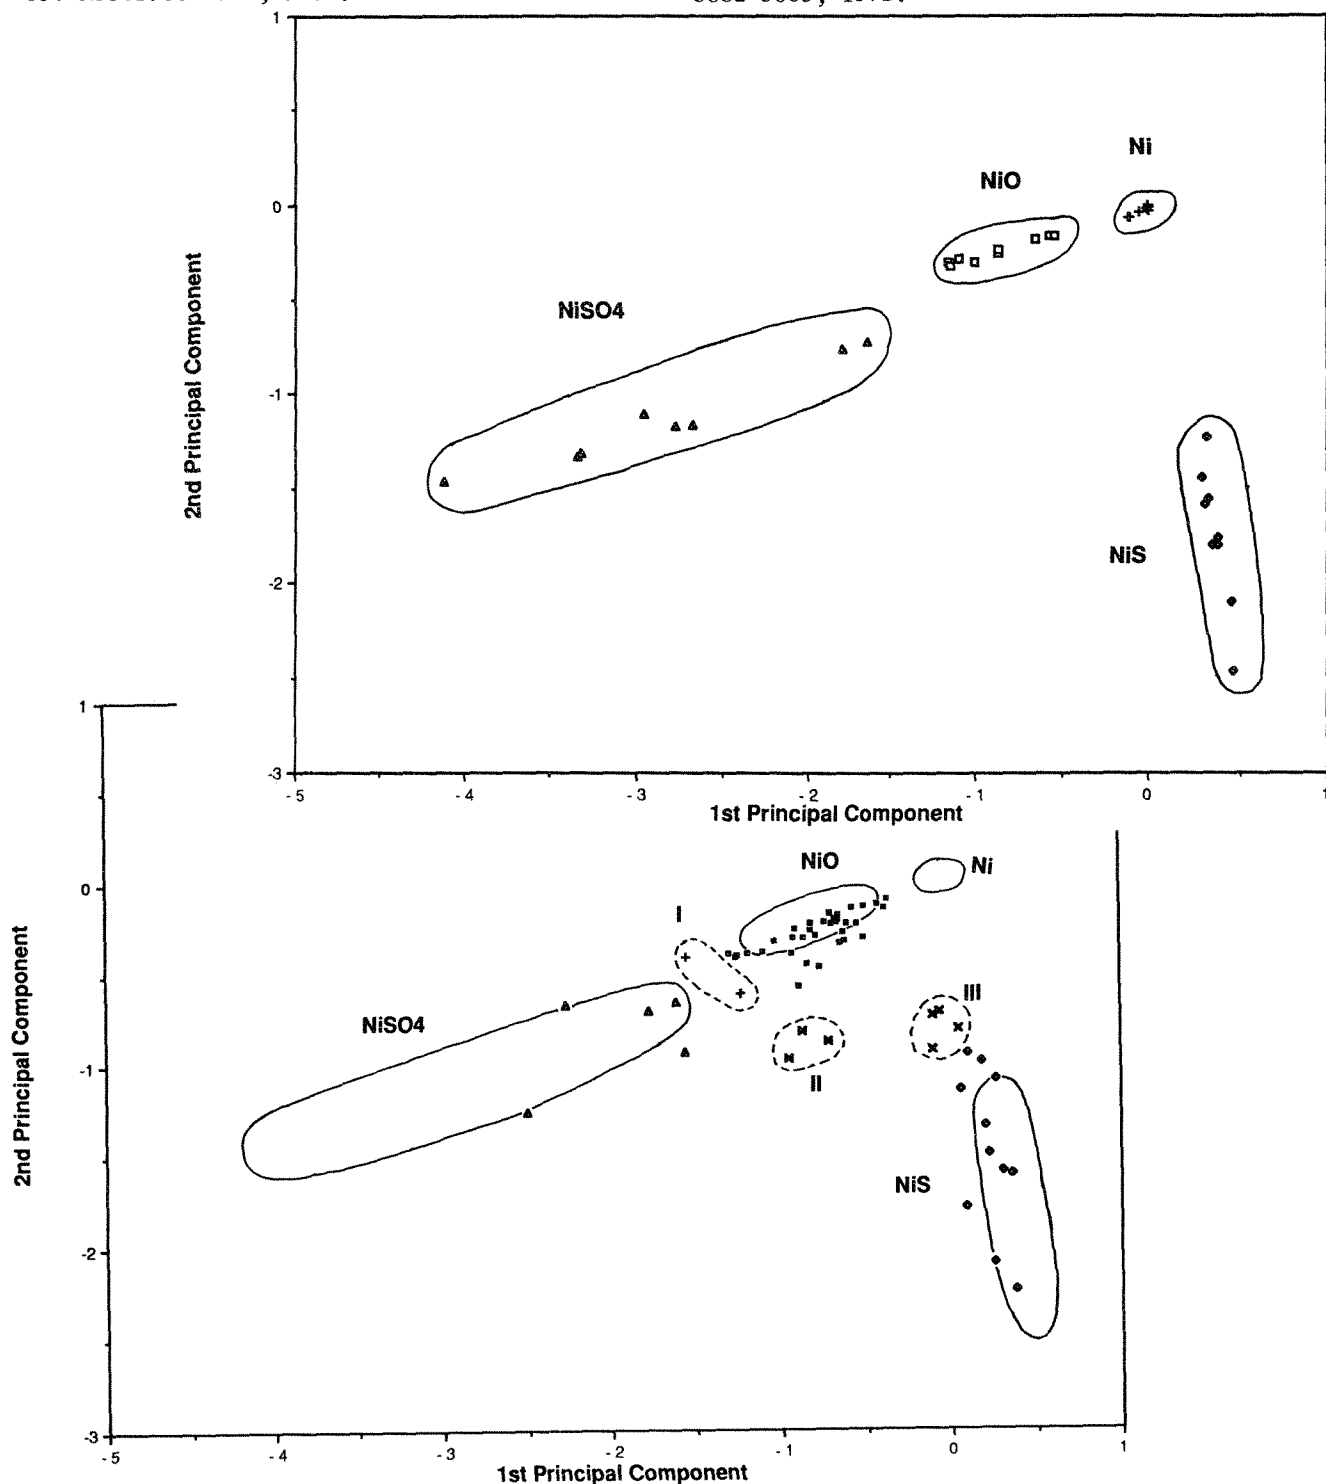 1
Ni
NiO
0
NiSO4
-1
NiS
-2
-3
-5
-4
-3
-2
-1
0
1
2nd Principal Component
1st Principal Component
1
NiO
Ni
0
I
III
NiSO4
-1
II
NiS
-2
-3
-5
-4
-3
-2
-1
0
1
2nd Principal Component
1st Principal Component